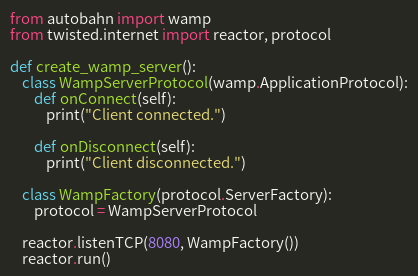 from autobahn import wamp
from twisted.internet import reactor, protocol

def create_wamp_server():
    class WampServerProtocol(wamp.ApplicationProtocol):
        def onConnect(self):
            print("Client connected.")

        def onDisconnect(self):
            print("Client disconnected.")

    class WampFactory(protocol.ServerFactory):
        protocol = WampServerProtocol

    reactor.listenTCP(8080, WampFactory())
    reactor.run()